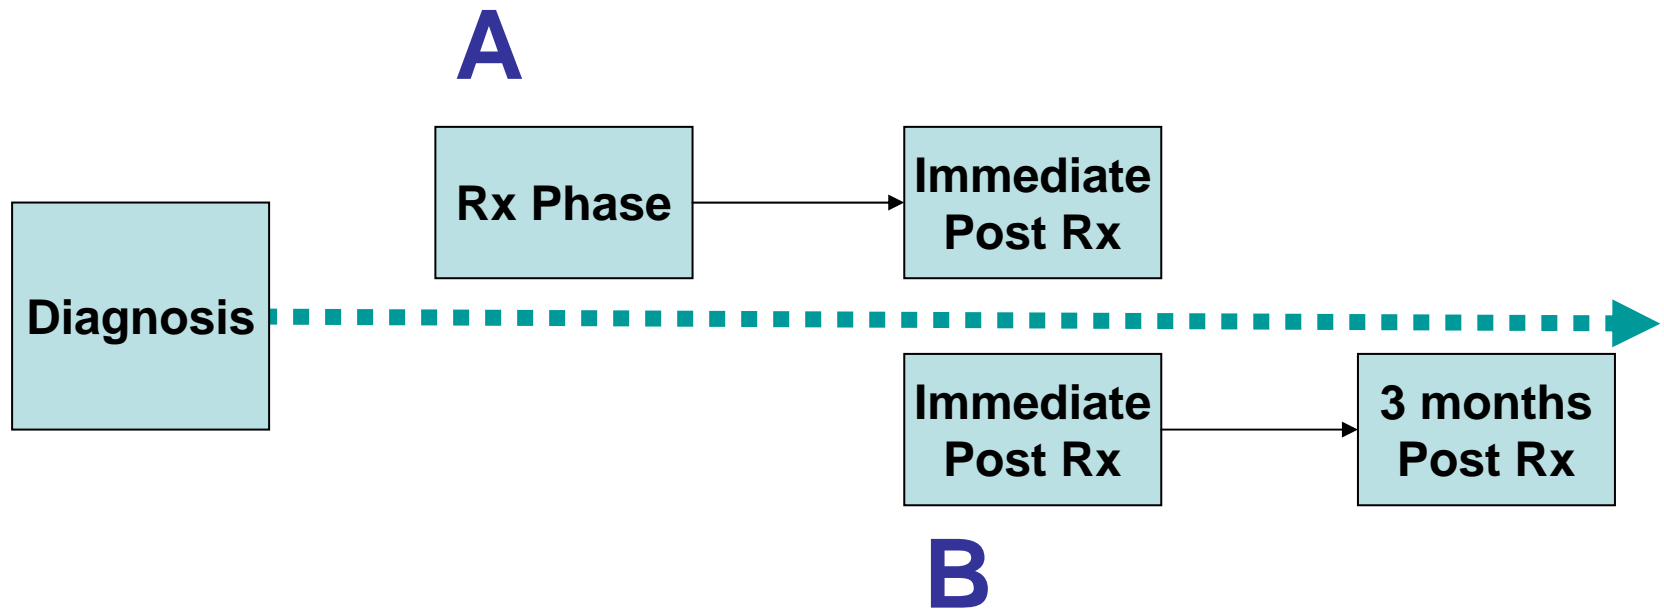 A
Rx Phase
Immediate
Post Rx
Diagnosis
Immediate
Post Rx
3 months
Post Rx
B